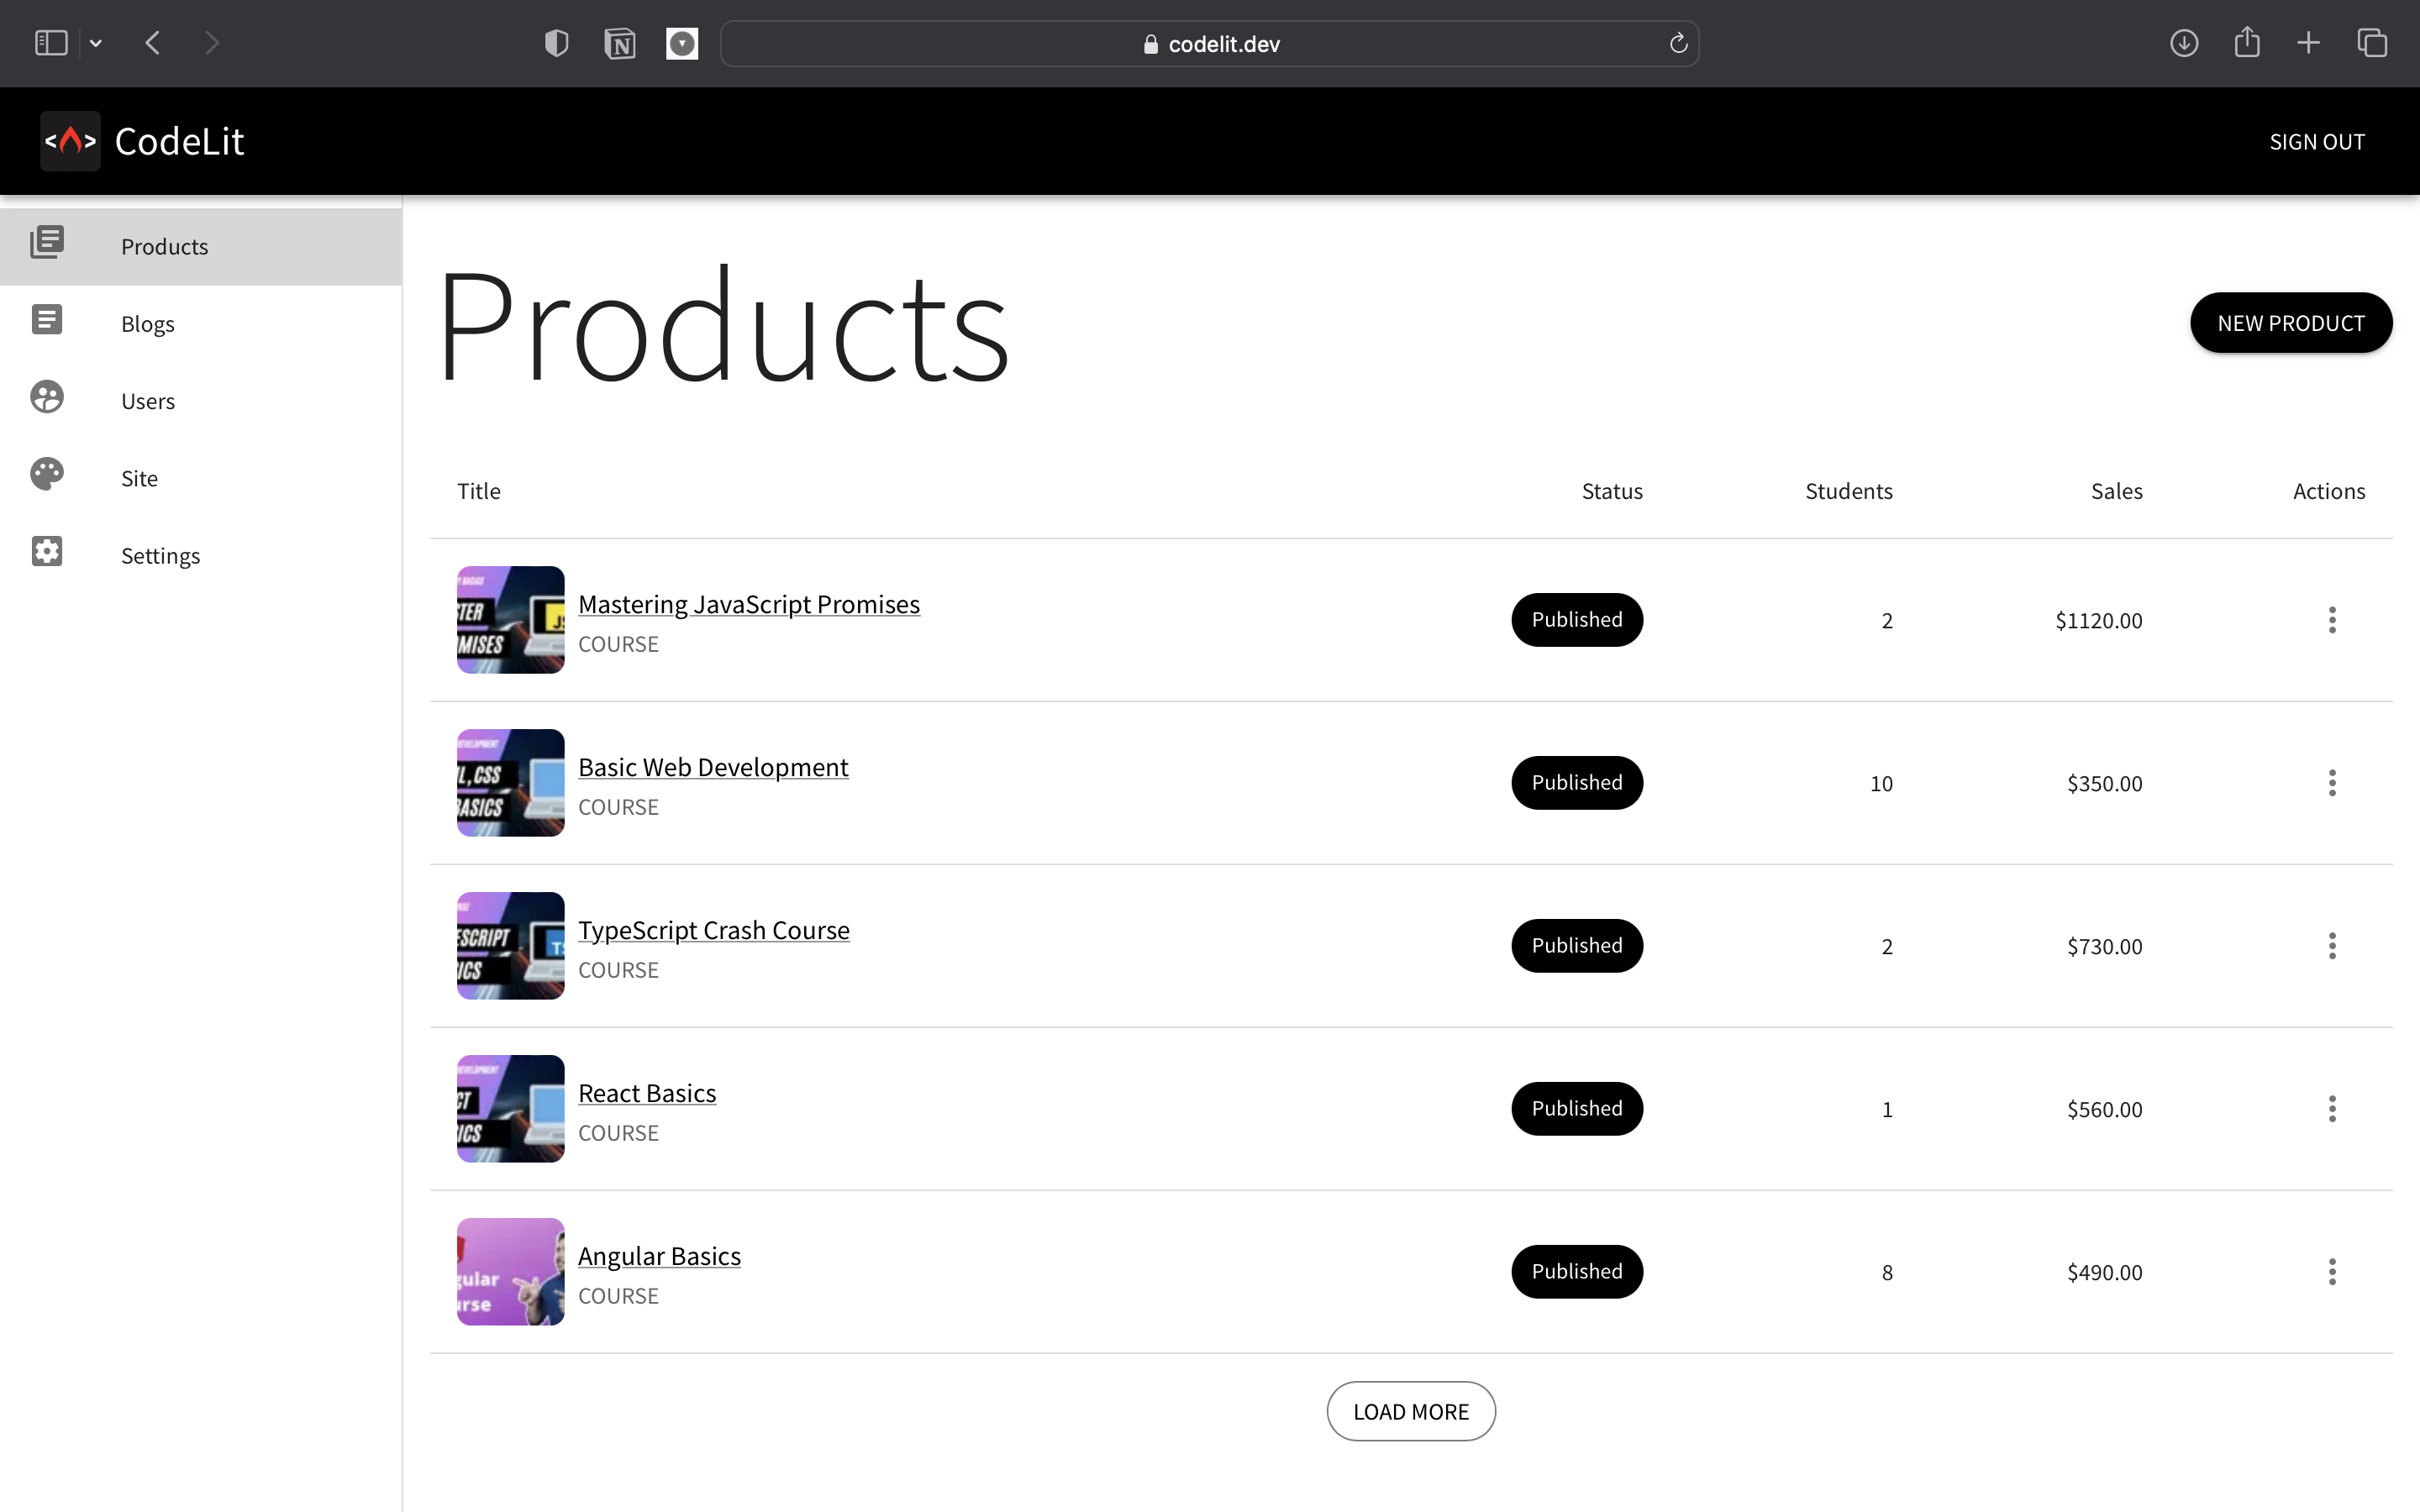 codelit.dev
< > CodeLit
SIGN OUT
Products
Blogs
Users
Site
Settings
Products
NEW PRODUCT
Title Status Students Sales Actions
Mastering JavaScript Promises
COURSE
Published 2 $1120.00
Basic Web Development
COURSE
Published 10 $350.00
TypeScript Crash Course
COURSE
Published 2 $730.00
React Basics
COURSE
Published 1 $560.00
Angular Basics
COURSE
Published 8 $490.00
LOAD MORE